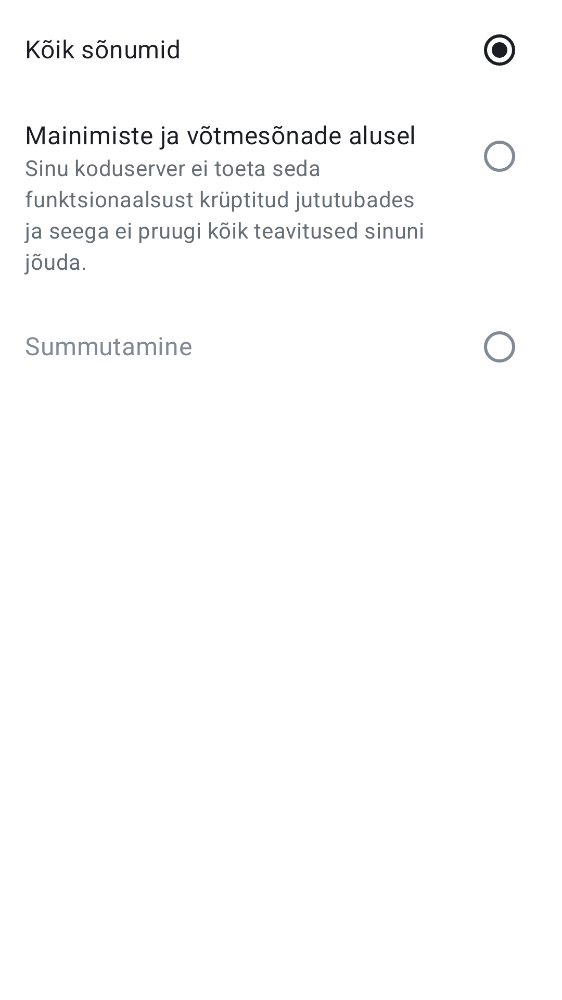 Kõik sõnumid
Mainimiste ja võtmesõnade alusel
Sinu koduserver ei toeta seda
funktsionaalsust krüptitud jututubades
ja seega ei pruugi kõik teavitused sinuni
jõuda.
Summutamine